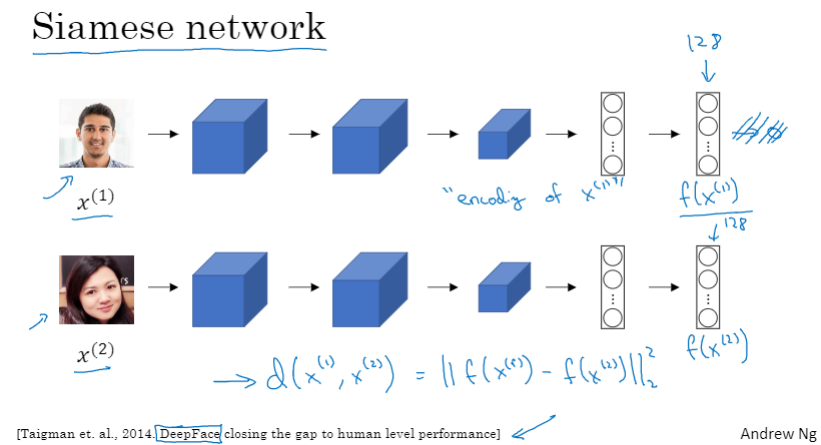 Siamese network
128
x⁽¹⁾
"encoding of x⁽¹⁾"
f(x⁽¹⁾)
128
x⁽²⁾
f(x⁽²⁾)
→ d(x⁽¹⁾, x⁽²⁾) = || f(x⁽¹⁾) - f(x⁽²⁾) ||₂²
[Taigman et. al., 2014. DeepFace closing the gap to human level performance]
Andrew Ng